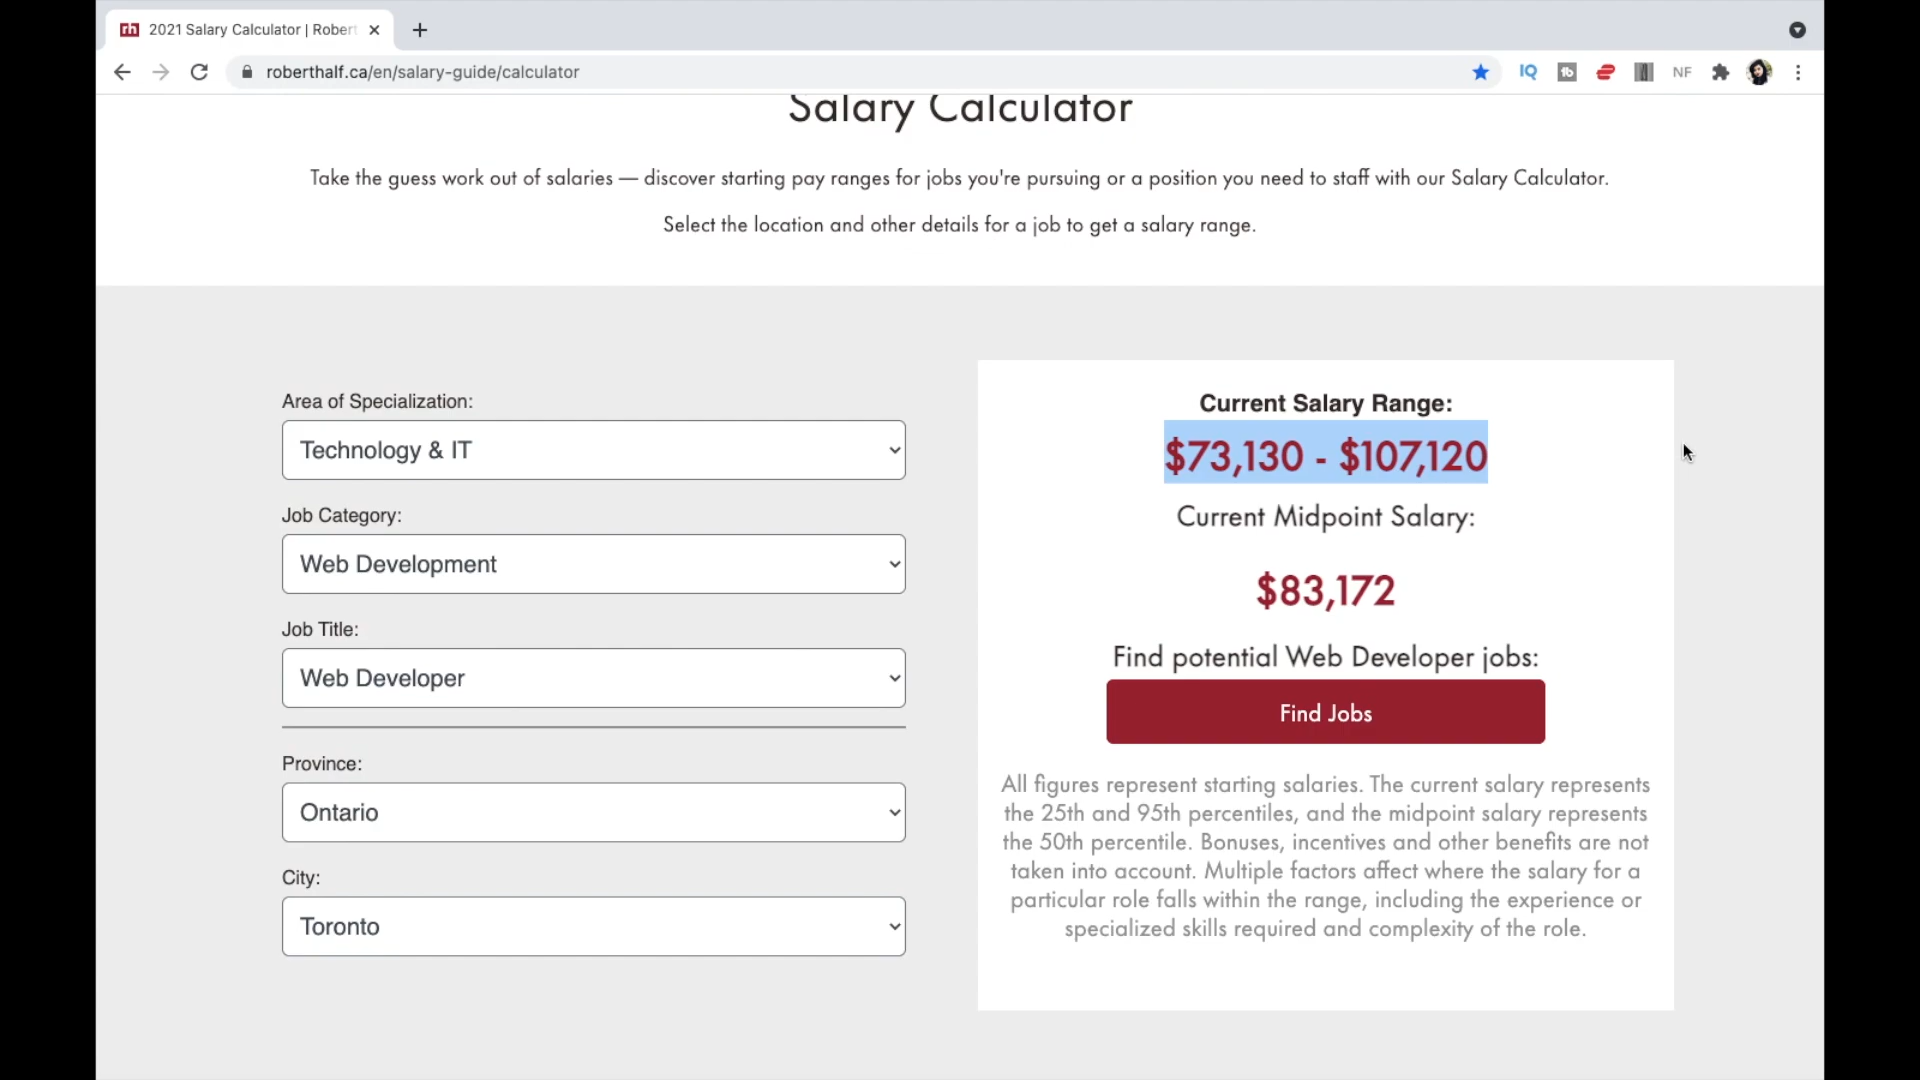 rh 2021 Salary Calculator | Robert
roberthalf.ca/en/salary-guide/calculator
IQ
tb
NF
Salary Calculator
Take the guess work out of salaries — discover starting pay ranges for jobs you're pursuing or a position you need to staff with our Salary Calculator.
Select the location and other details for a job to get a salary range.
Area of Specialization:
Technology & IT
Job Category:
Web Development
Job Title:
Web Developer
Province:
Ontario
City:
Toronto
Current Salary Range:
$73,130 - $107,120
Current Midpoint Salary:
$83,172
Find potential Web Developer jobs:
Find Jobs
All figures represent starting salaries. The current salary represents
the 25th and 95th percentiles, and the midpoint salary represents
the 50th percentile. Bonuses, incentives and other benefits are not
taken into account. Multiple factors affect where the salary for a
particular role falls within the range, including the experience or
specialized skills required and complexity of the role.